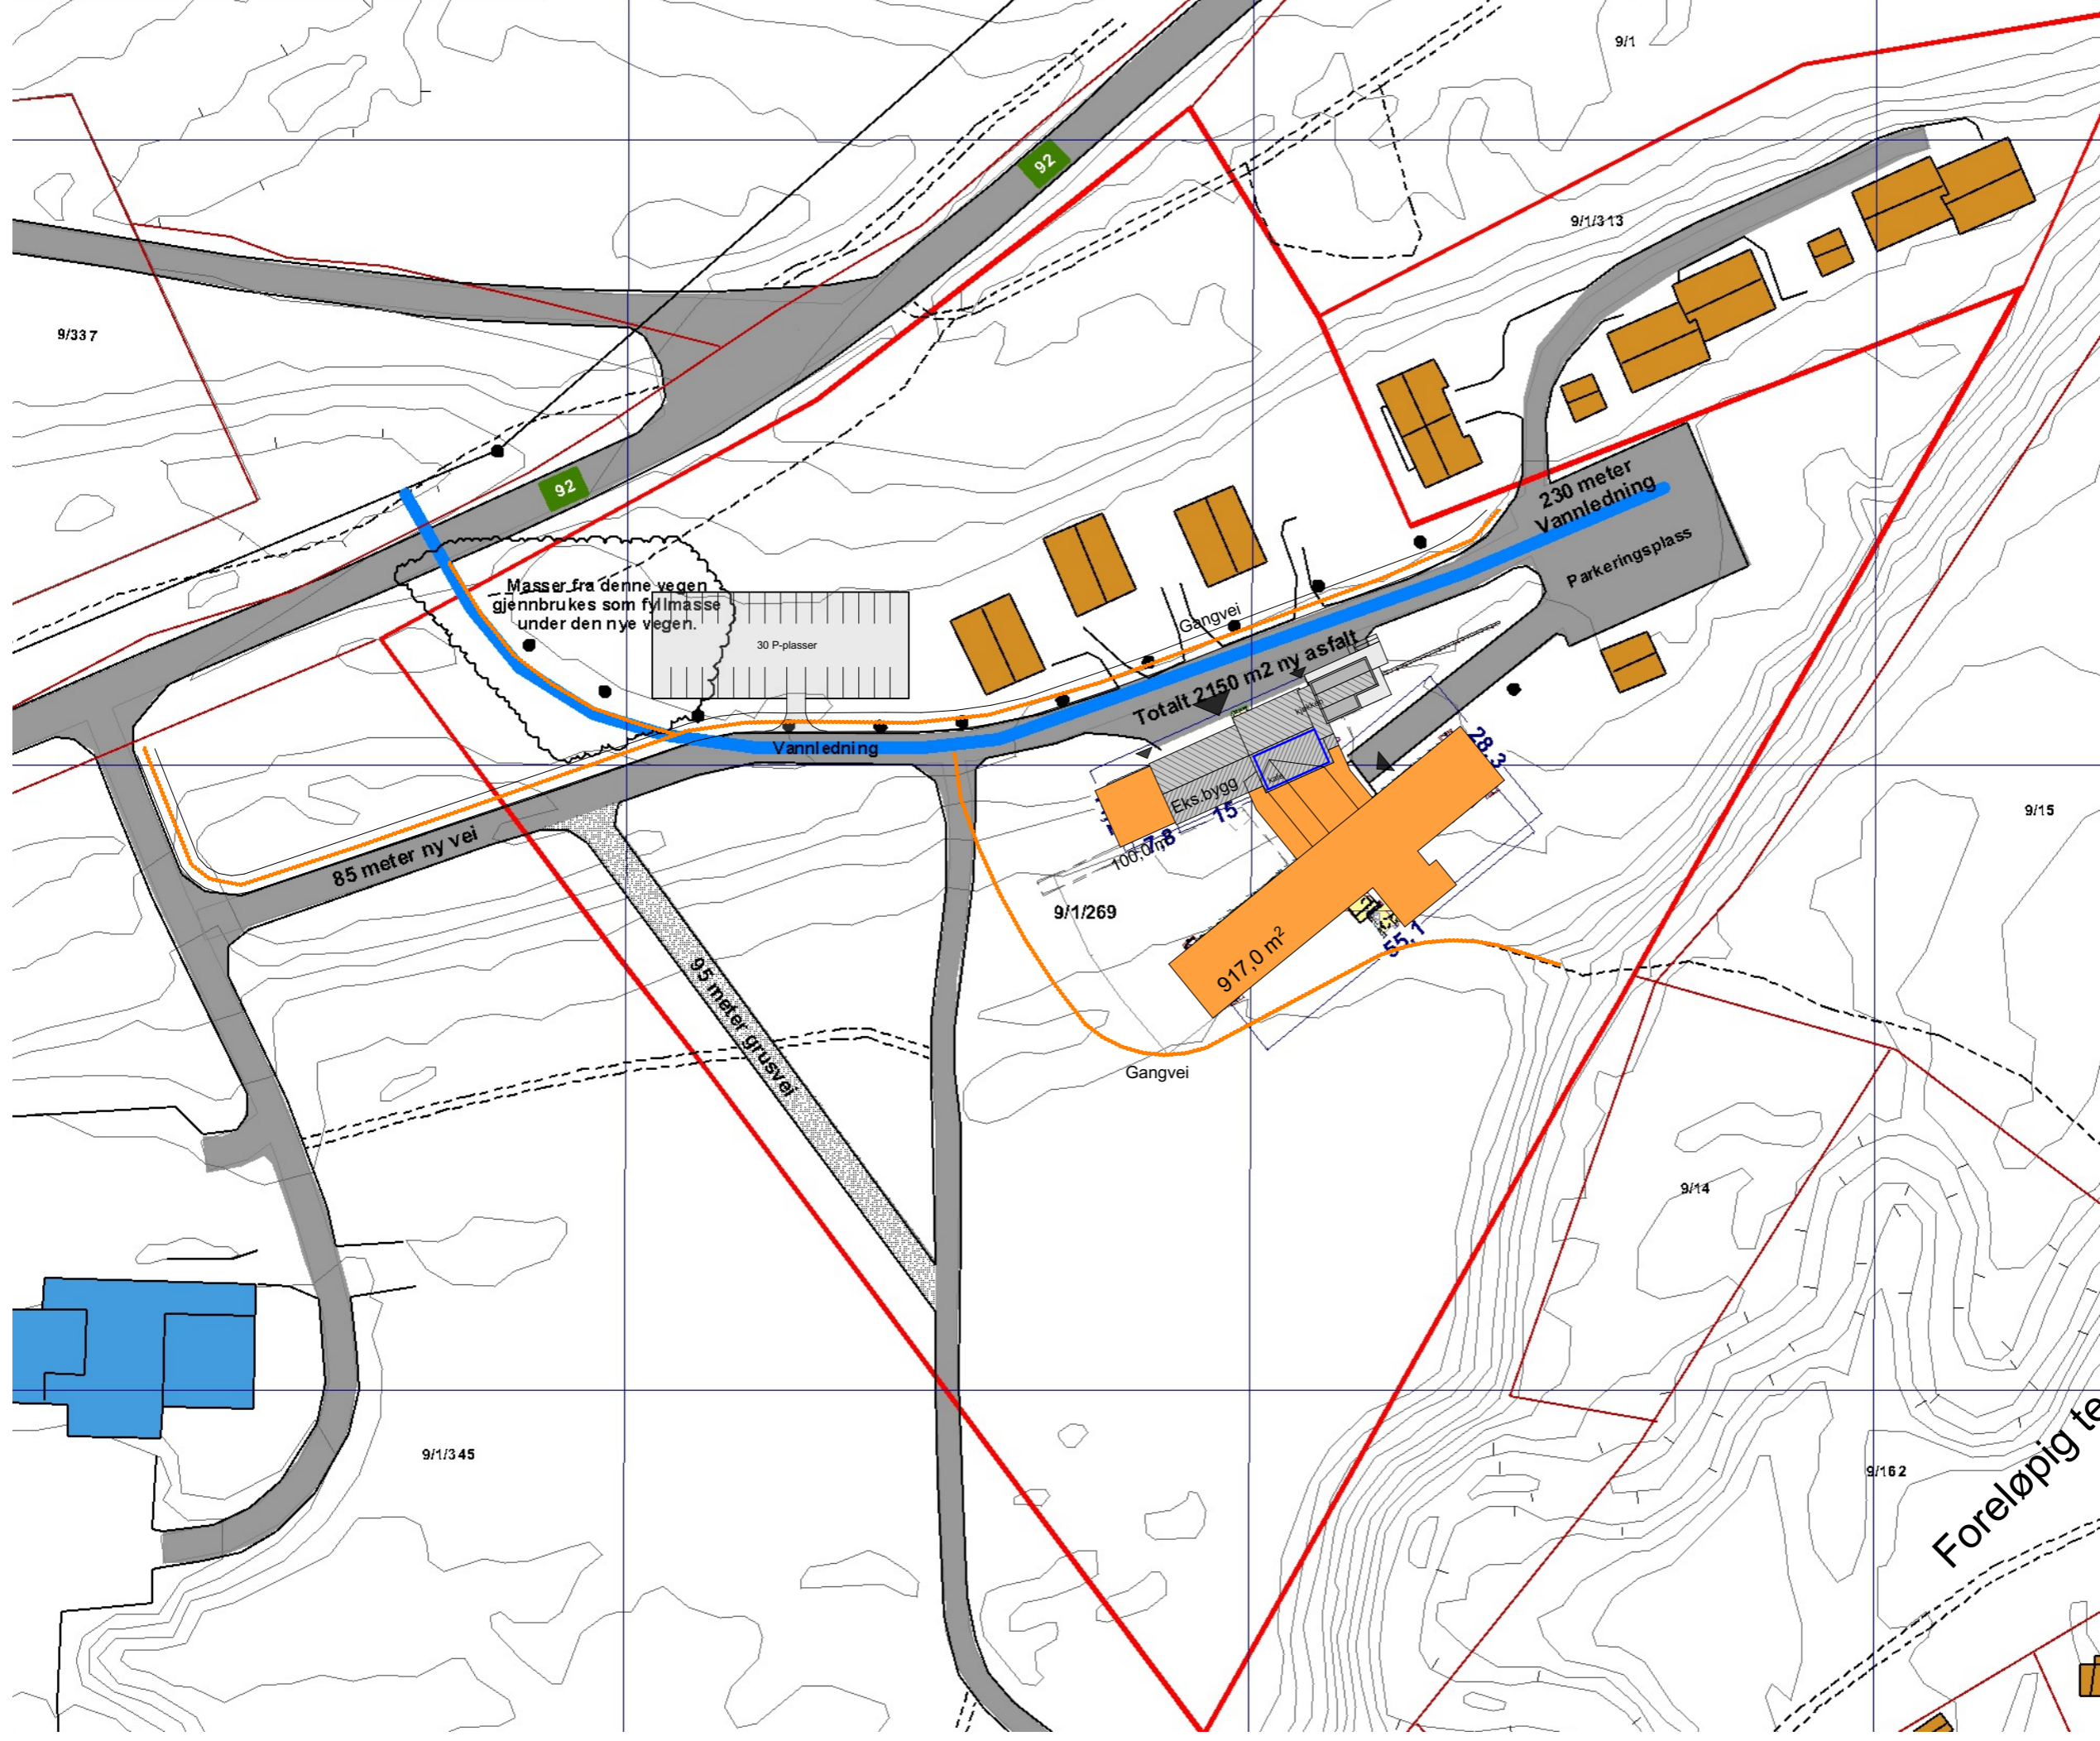 9/1
92
9/1/313
9/337
92
230 meter
Vannledning
Parkeringsplass
Masser fra denne vegen
gjennbrukes som fyllmasse
under den nye vegen.
30 P-plasser
Gangvei
Totalt 2150 m2 ny asfalt
Vannledning
28,3
Eks.bygg
15
7,8
100,0 m²
85 meter ny vei
9/15
9/1/269
917,0 m²
55,1
95 meter grusvei
Gangvei
9/14
9/1/345
9/162
Foreløpig te